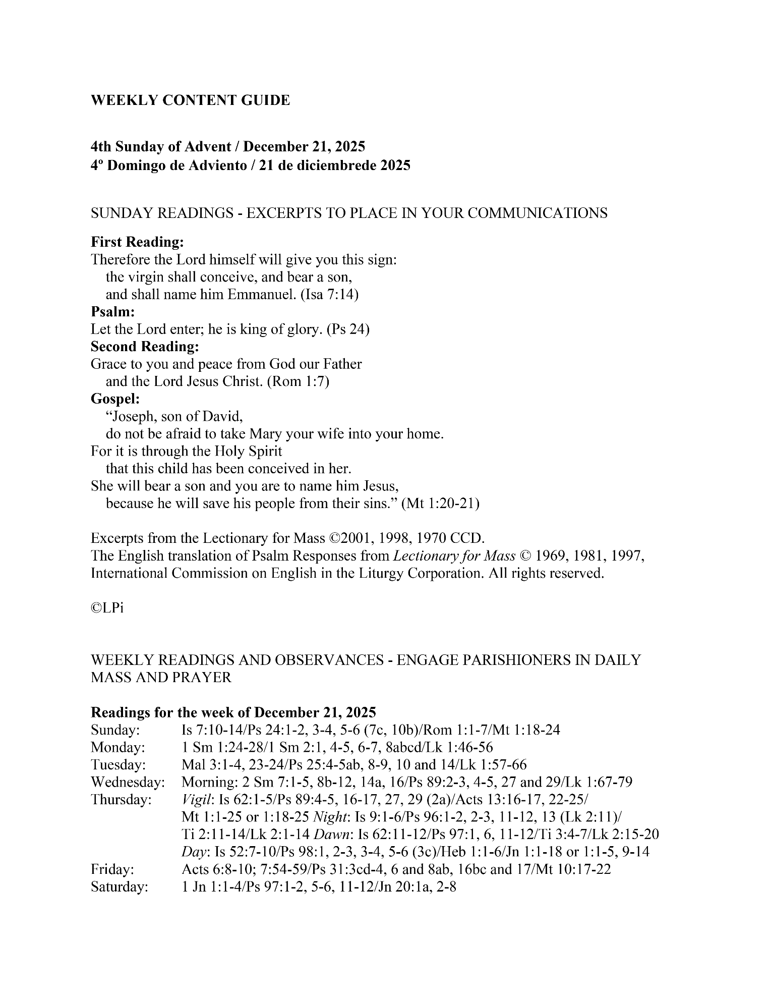 WEEKLY CONTENT GUIDE
4th Sunday of Advent / December 21, 2025
4º Domingo de Adviento / 21 de diciembrede 2025
SUNDAY READINGS - EXCERPTS TO PLACE IN YOUR COMMUNICATIONS
First Reading:
Therefore the Lord himself will give you this sign:
the virgin shall conceive, and bear a son,
and shall name him Emmanuel. (Isa 7:14)
Psalm:
Let the Lord enter; he is king of glory. (Ps 24)
Second Reading:
Grace to you and peace from God our Father
and the Lord Jesus Christ. (Rom 1:7)
Gospel:
“Joseph, son of David,
do not be afraid to take Mary your wife into your home.
For it is through the Holy Spirit
that this child has been conceived in her.
She will bear a son and you are to name him Jesus,
because he will save his people from their sins.” (Mt 1:20-21)
Excerpts from the Lectionary for Mass ©2001, 1998, 1970 CCD.
The English translation of Psalm Responses from Lectionary for Mass © 1969, 1981, 1997,
International Commission on English in the Liturgy Corporation. All rights reserved.
©LPi
WEEKLY READINGS AND OBSERVANCES - ENGAGE PARISHIONERS IN DAILY
MASS AND PRAYER
Readings for the week of December 21, 2025
Sunday: Is 7:10-14/Ps 24:1-2, 3-4, 5-6 (7c, 10b)/Rom 1:1-7/Mt 1:18-24
Monday: 1 Sm 1:24-28/1 Sm 2:1, 4-5, 6-7, 8abcd/Lk 1:46-56
Tuesday: Mal 3:1-4, 23-24/Ps 25:4-5ab, 8-9, 10 and 14/Lk 1:57-66
Wednesday: Morning: 2 Sm 7:1-5, 8b-12, 14a, 16/Ps 89:2-3, 4-5, 27 and 29/Lk 1:67-79
Thursday: Vigil: Is 62:1-5/Ps 89:4-5, 16-17, 27, 29 (2a)/Acts 13:16-17, 22-25/
Mt 1:1-25 or 1:18-25 Night: Is 9:1-6/Ps 96:1-2, 2-3, 11-12, 13 (Lk 2:11)/
Ti 2:11-14/Lk 2:1-14 Dawn: Is 62:11-12/Ps 97:1, 6, 11-12/Ti 3:4-7/Lk 2:15-20
Day: Is 52:7-10/Ps 98:1, 2-3, 3-4, 5-6 (3c)/Heb 1:1-6/Jn 1:1-18 or 1:1-5, 9-14
Friday: Acts 6:8-10; 7:54-59/Ps 31:3cd-4, 6 and 8ab, 16bc and 17/Mt 10:17-22
Saturday: 1 Jn 1:1-4/Ps 97:1-2, 5-6, 11-12/Jn 20:1a, 2-8